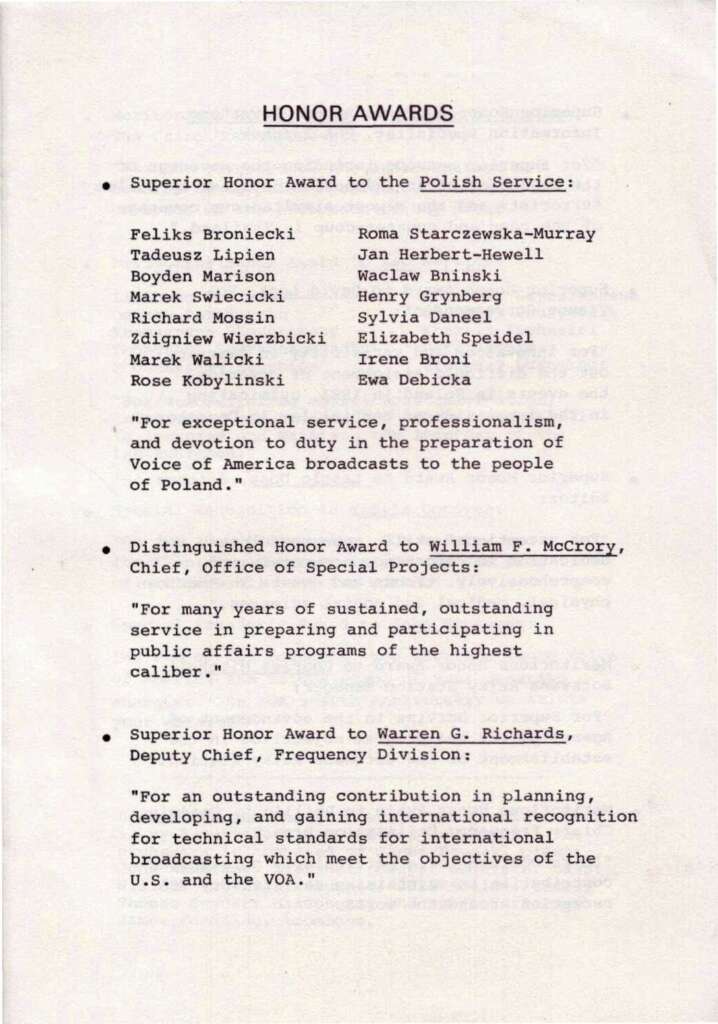 HONOR AWARDS
• Superior Honor Award to the Polish Service:
Feliks Broniecki Roma Starczewska-Murray
Tadeusz Lipien Jan Herbert-Hewell
Boyden Marison Waclaw Bninski
Marek Swiecicki Henry Grynberg
Richard Mossin Sylvia Daneel
Zdigniew Wierzbicki Elizabeth Speidel
Marek Walicki Irene Broni
Rose Kobylinski Ewa Debicka
"For exceptional service, professionalism,
and devotion to duty in the preparation of
Voice of America broadcasts to the people
of Poland."
• Distinguished Honor Award to William F. McCrory,
Chief, Office of Special Projects:
"For many years of sustained, outstanding
service in preparing and participating in
public affairs programs of the highest
caliber."
• Superior Honor Award to Warren G. Richards,
Deputy Chief, Frequency Division:
"For an outstanding contribution in planning,
developing, and gaining international recognition
for technical standards for international
broadcasting which meet the objectives of the
U.S. and the VOA."